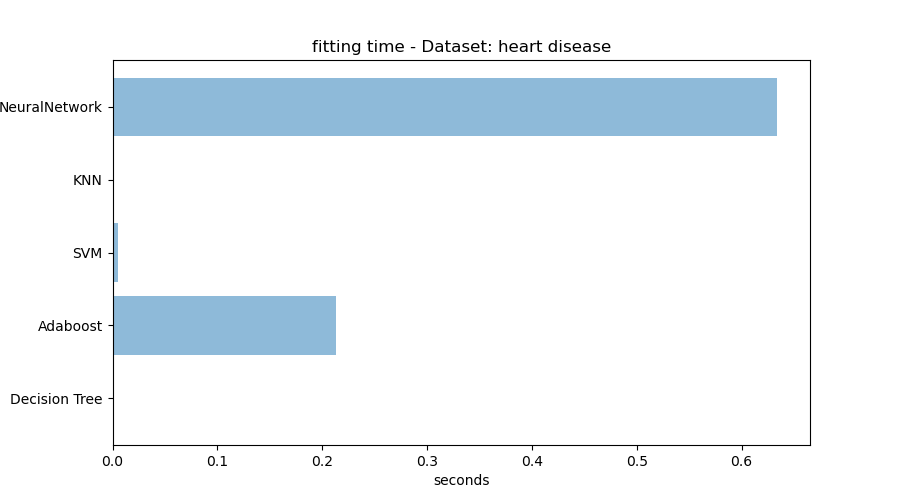 fitting time - Dataset: heart disease
NeuralNetwork
KNN
SVM
Adaboost
Decision Tree
0.0 0.1 0.2 0.3 0.4 0.5 0.6
seconds